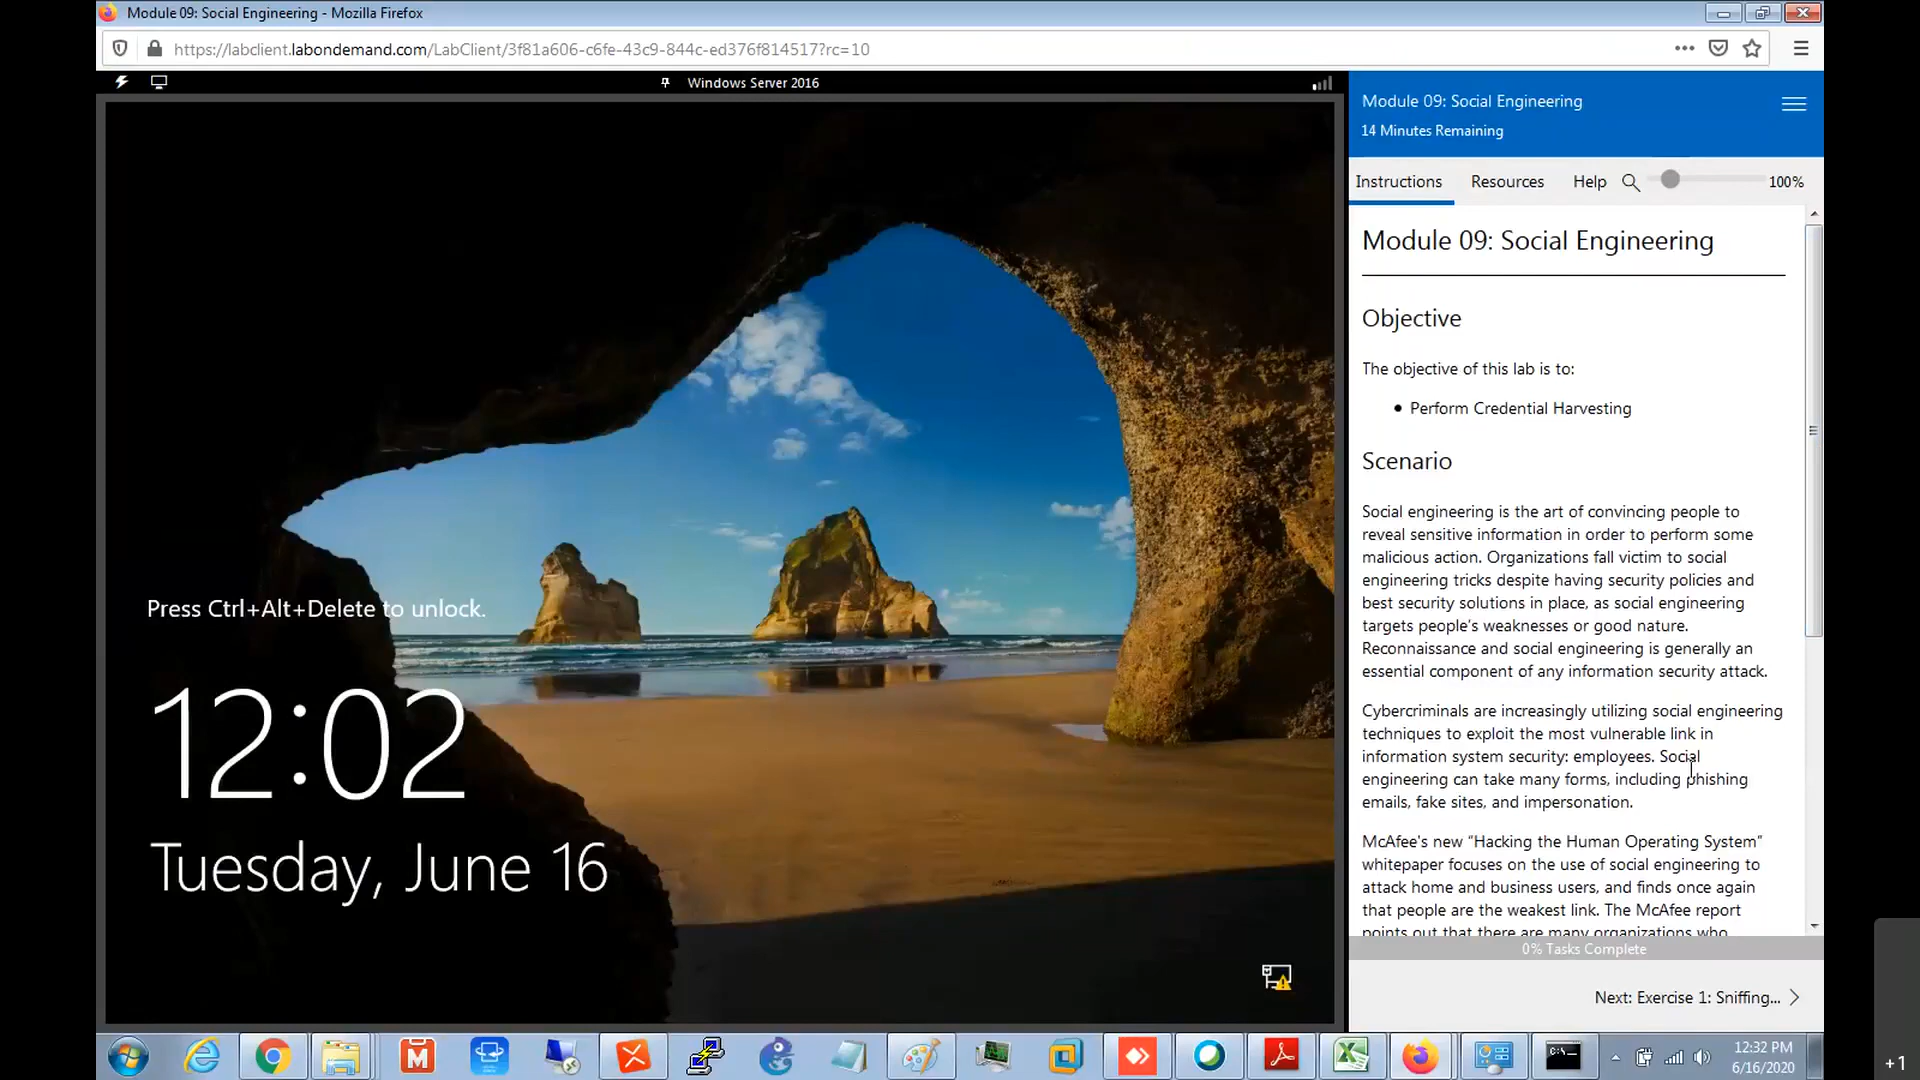 Module 09: Social Engineering - Mozilla Firefox
https://labclient.labondemand.com/LabClient/3f81a606-c6fe-43c9-844c-ed376f814517?rc=10
Windows Server 2016
Press Ctrl+Alt+Delete to unlock.
12:02
Tuesday, June 16
Module 09: Social Engineering
14 Minutes Remaining
Instructions Resources Help 100%
Module 09: Social Engineering
Objective
The objective of this lab is to:
• Perform Credential Harvesting
Scenario
Social engineering is the art of convincing people to
reveal sensitive information in order to perform some
malicious action. Organizations fall victim to social
engineering tricks despite having security policies and
best security solutions in place, as social engineering
targets people's weaknesses or good nature.
Reconnaissance and social engineering is generally an
essential component of any information security attack.
Cybercriminals are increasingly utilizing social engineering
techniques to exploit the most vulnerable link in
information system security: employees. Social
engineering can take many forms, including phishing
emails, fake sites, and impersonation.
McAfee's new “Hacking the Human Operating System”
whitepaper focuses on the use of social engineering to
attack home and business users, and finds once again
that people are the weakest link. The McAfee report
points out that there are many organizations who
0% Tasks Complete
Next: Exercise 1: Sniffing...
12:32 PM
6/16/2020
+1